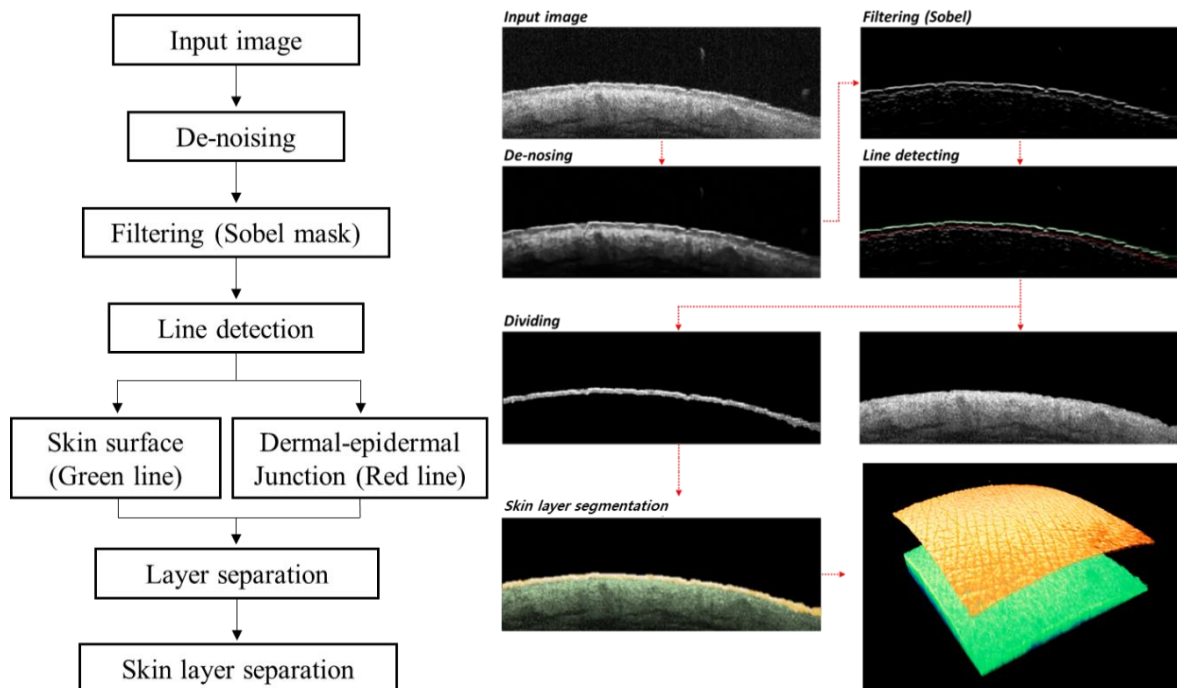 Input image
De-noising
Filtering (Sobel mask)
Line detection
Skin surface
(Green line)
Dermal-epidermal
Junction (Red line)
Layer separation
Skin layer separation
Input image
Filtering (Sobel)
De-nosing
Line detecting
Dividing
Skin layer segmentation